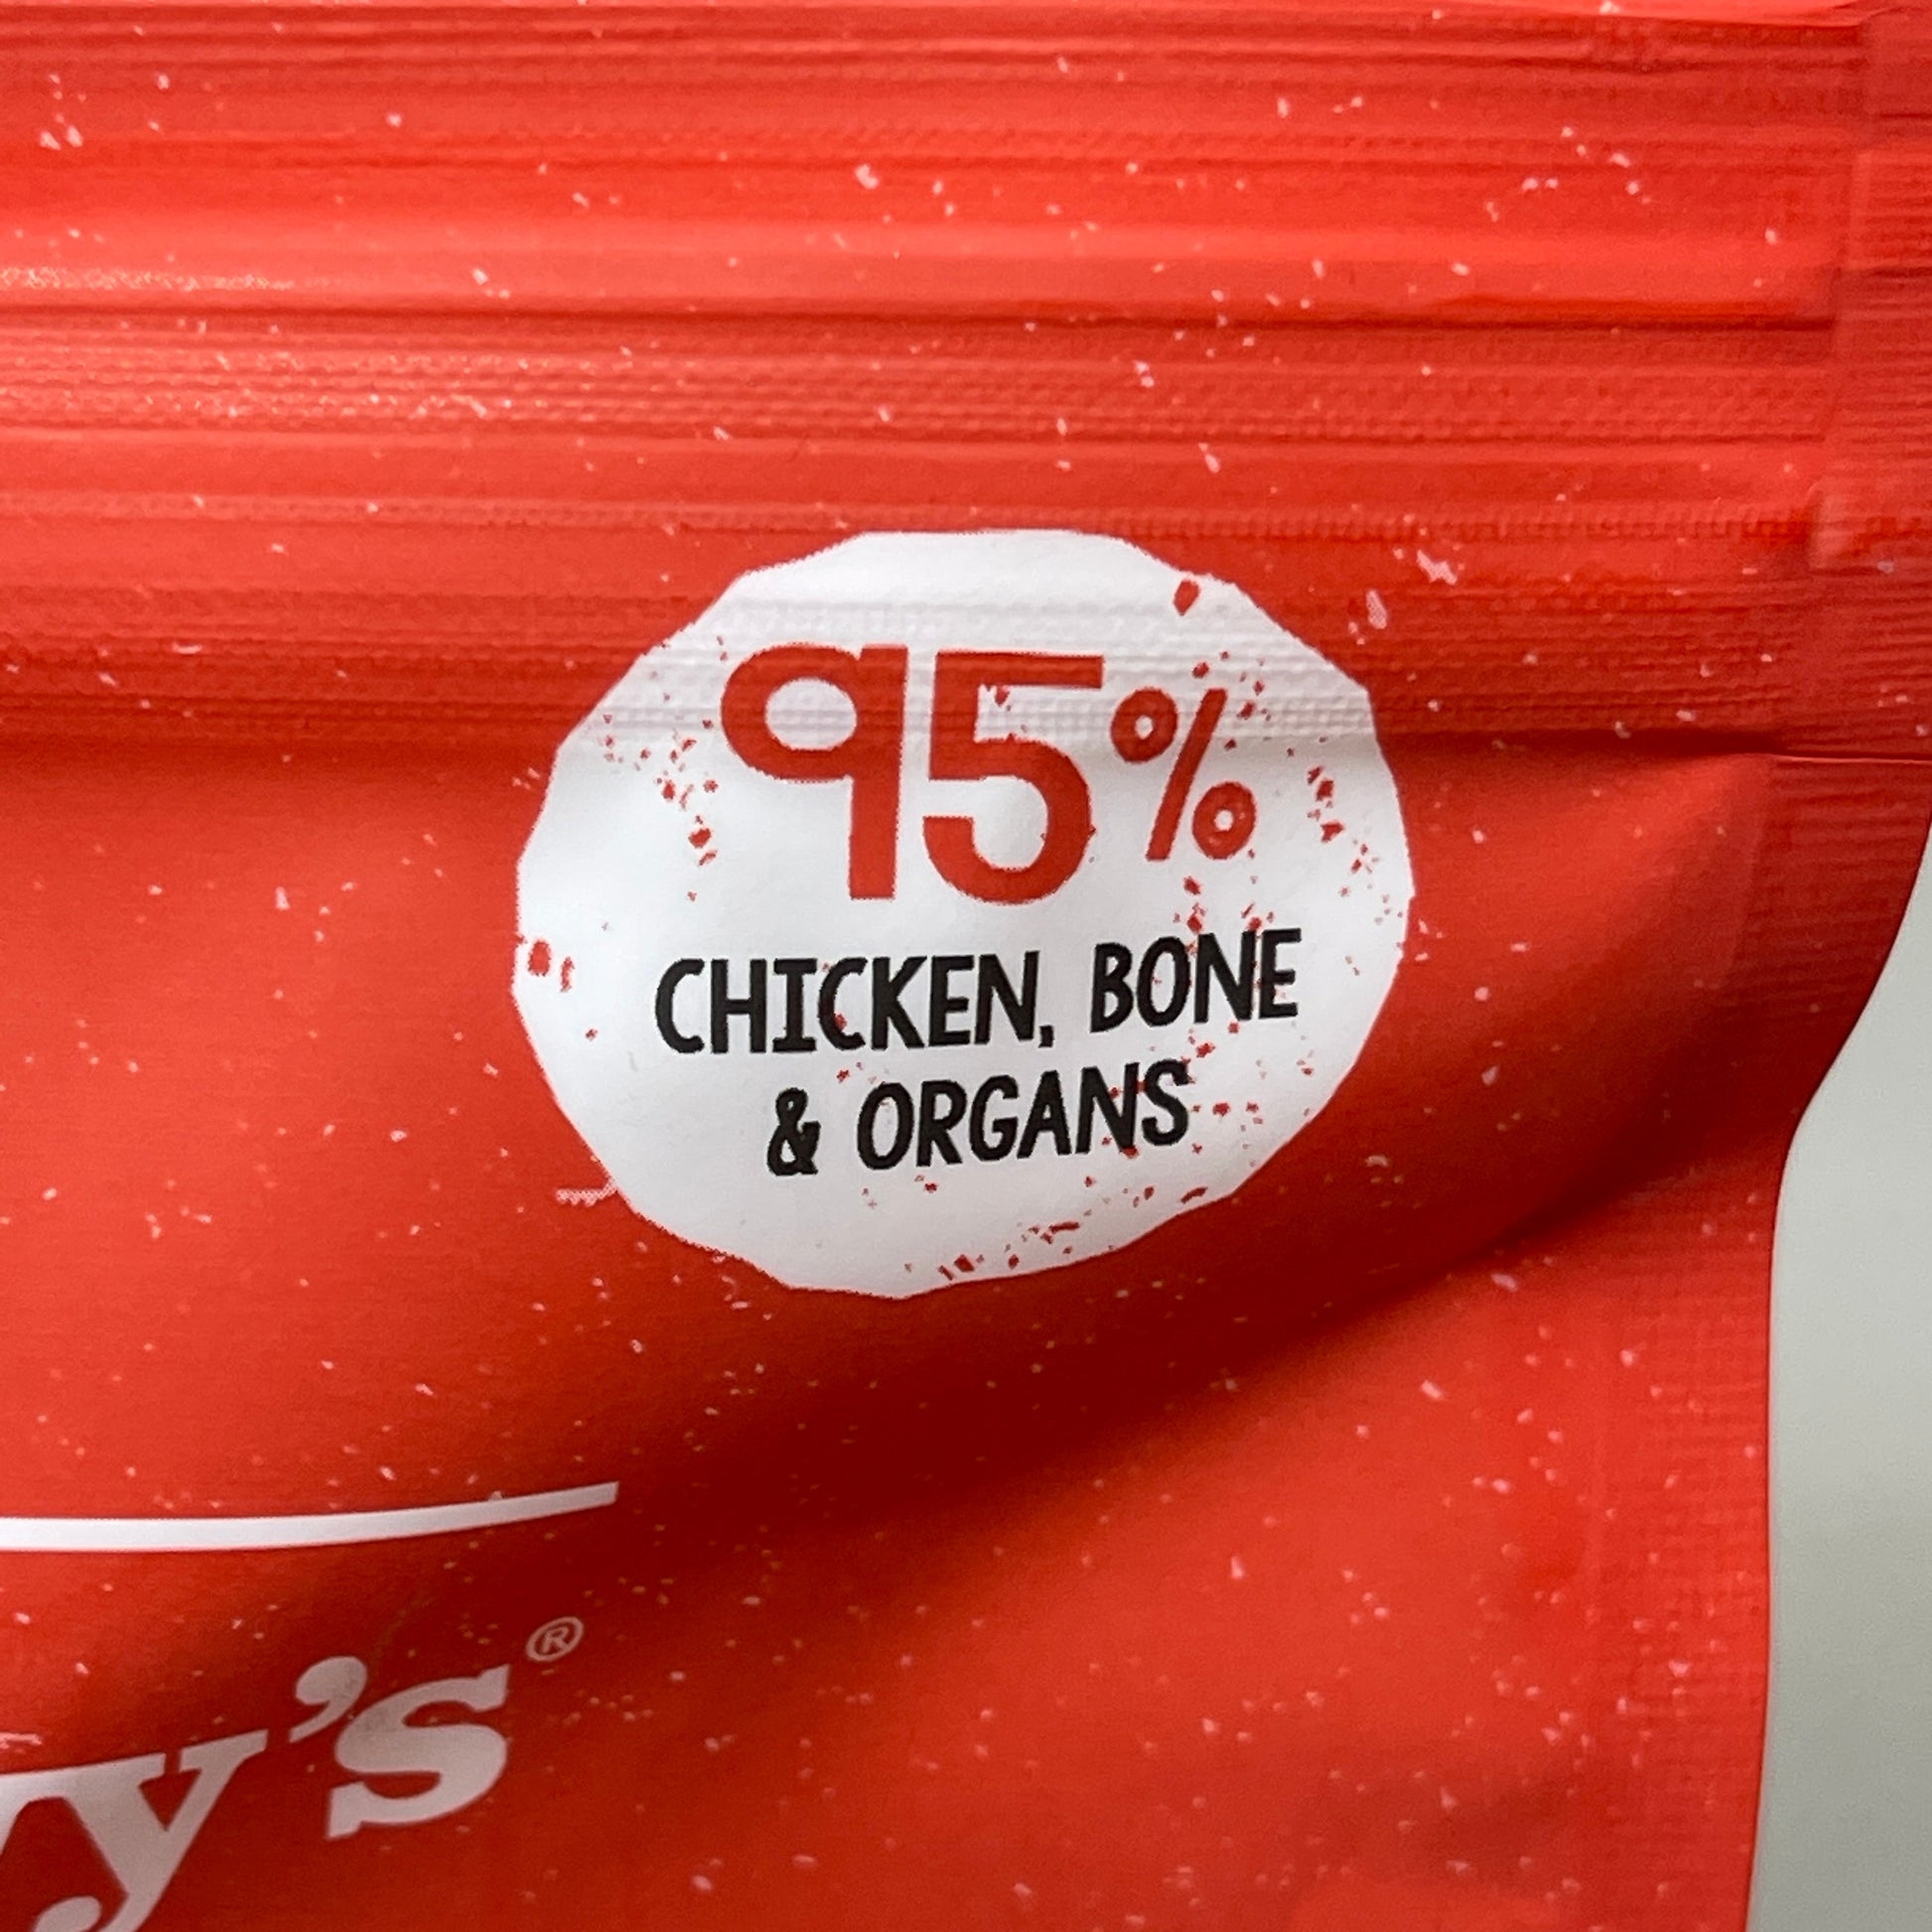 95%
CHICKEN, BONE
& ORGANS
y's®